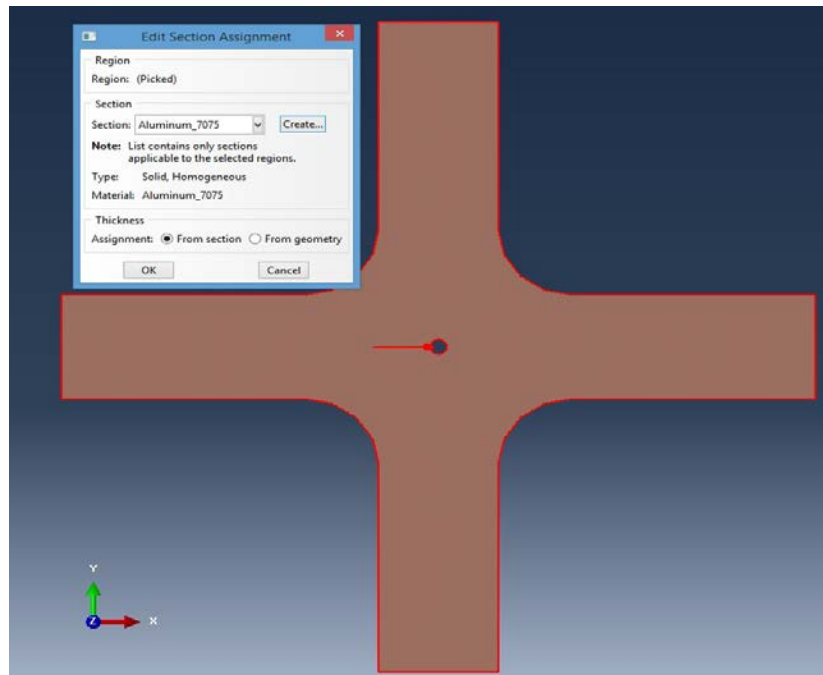 Edit Section Assignment
Region
Region: (Picked)
Section
Section: Aluminum_7075 Create...
Note: List contains only sections
applicable to the selected regions.
Type: Solid, Homogeneous
Material: Aluminum_7075
Thickness
Assignment: From section From geometry
OK Cancel
Y
Z X